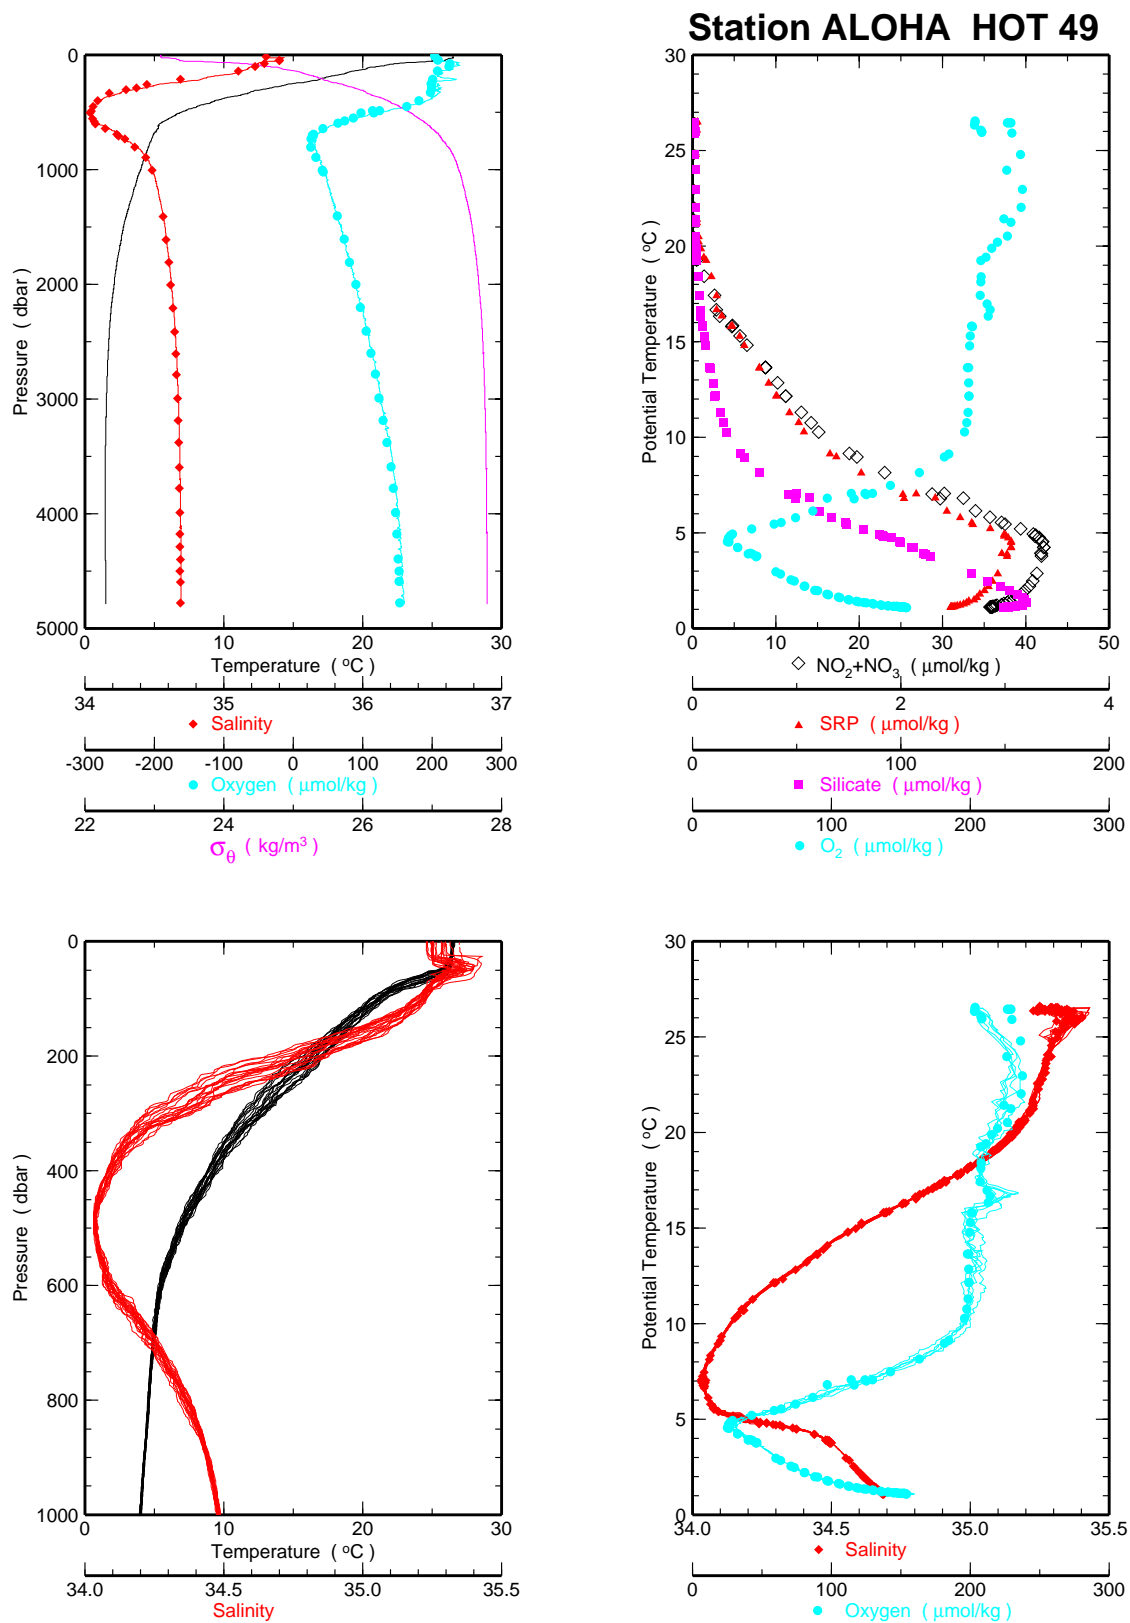 Station ALOHA HOT 49
0
1000
2000
3000
4000
5000
Pressure ( dbar )
0 10 20 30
Temperature ( °C )
34 35 36 37
Salinity
-300 -200 -100 0 100 200 300
Oxygen ( μmol/kg )
22 24 26 28
σθ ( kg/m³ )
30
25
20
15
10
5
0
Potential Temperature ( °C )
0 10 20 30 40 50
NO₂+NO₃ ( μmol/kg )
0 2 4
SRP ( μmol/kg )
0 100 200
Silicate ( μmol/kg )
0 100 200 300
O₂ ( μmol/kg )
0
200
400
600
800
1000
Pressure ( dbar )
0 10 20 30
Temperature ( °C )
34.0 34.5 35.0 35.5
Salinity
30
25
20
15
10
5
0
Potential Temperature ( °C )
34.0 34.5 35.0 35.5
Salinity
0 100 200 300
Oxygen ( μmol/kg )